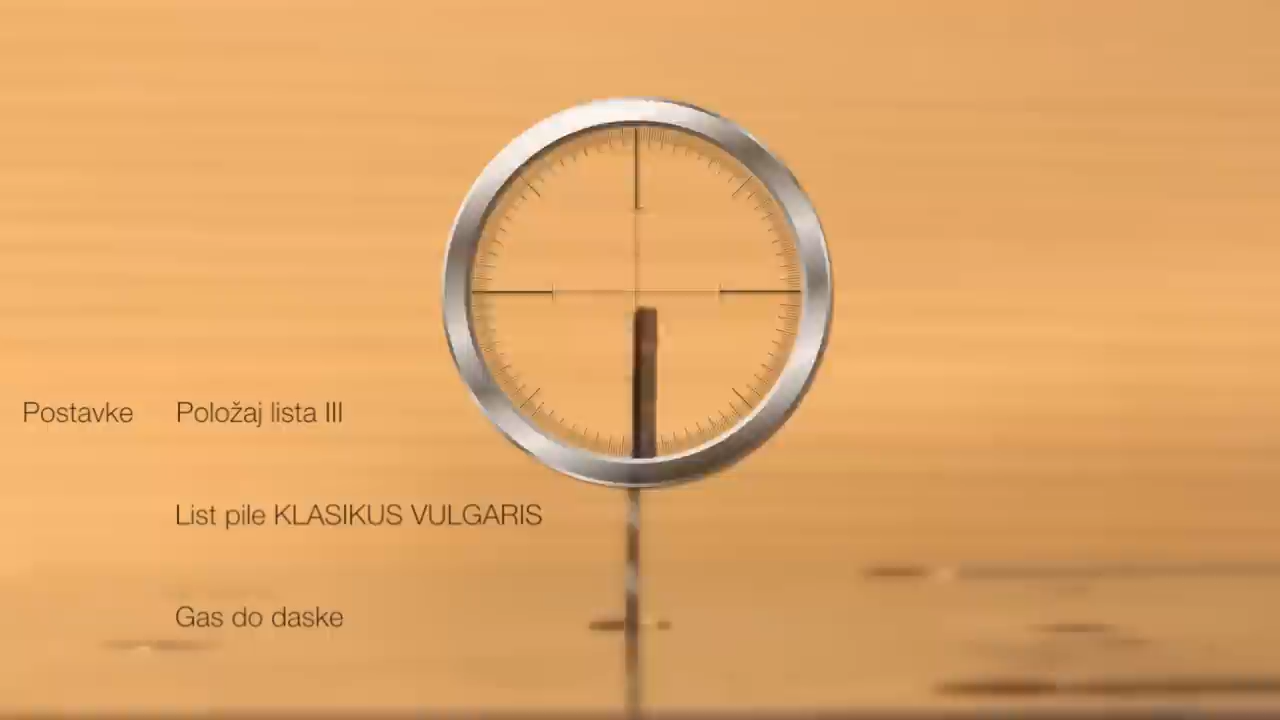 Postavke Položaj lista III
List pile KLASIKUS VULGARIS
Gas do daske